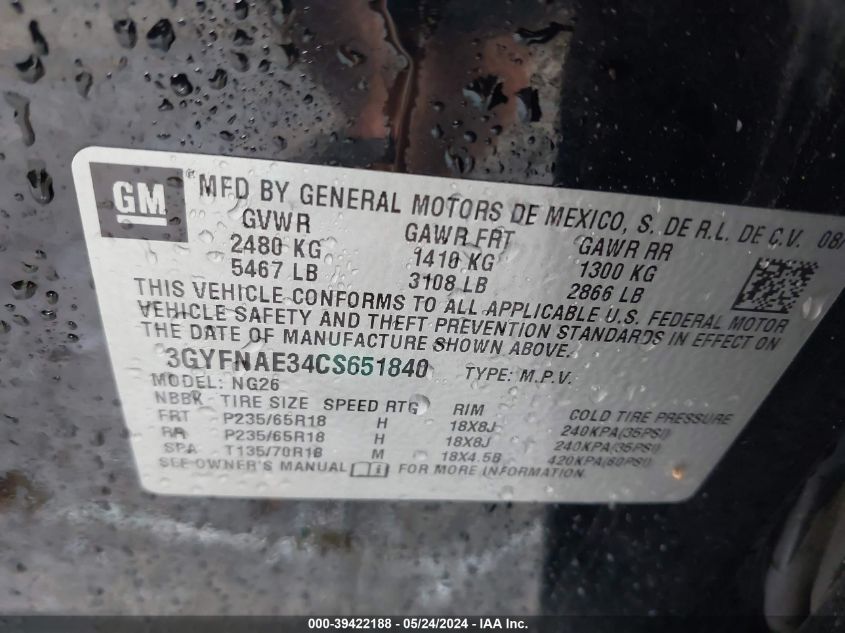 GM
® MFD BY GENERAL MOTORS DE MEXICO, S. DE R.L. DE C.V. 08/
GVWR GAWR FRT GAWR RR
2480 KG 1410 KG 1300 KG
5467 LB 3108 LB 2866 LB
THIS VEHICLE CONFORMS TO ALL APPLICABLE U.S. FEDERAL MOTOR
VEHICLE SAFETY AND THEFT PREVENTION STANDARDS IN EFFECT ON
THE DATE OF MANUFACTURE SHOWN ABOVE.
3GYFNAE34CS651840 TYPE: M.P.V.
MODEL: NG26
NBBK TIRE SIZE SPEED RTG RIM COLD TIRE PRESSURE
FRT P235/65R18 H 18X8J 240KPA(35PSI)
RR P235/65R18 H 18X8J 240KPA(35PSI)
SPA T135/70R18 M 18X4.5B 420KPA(60PSI)
SEE OWNER'S MANUAL FOR MORE INFORMATION.
000-39422188 - 05/24/2024 - IAA Inc.